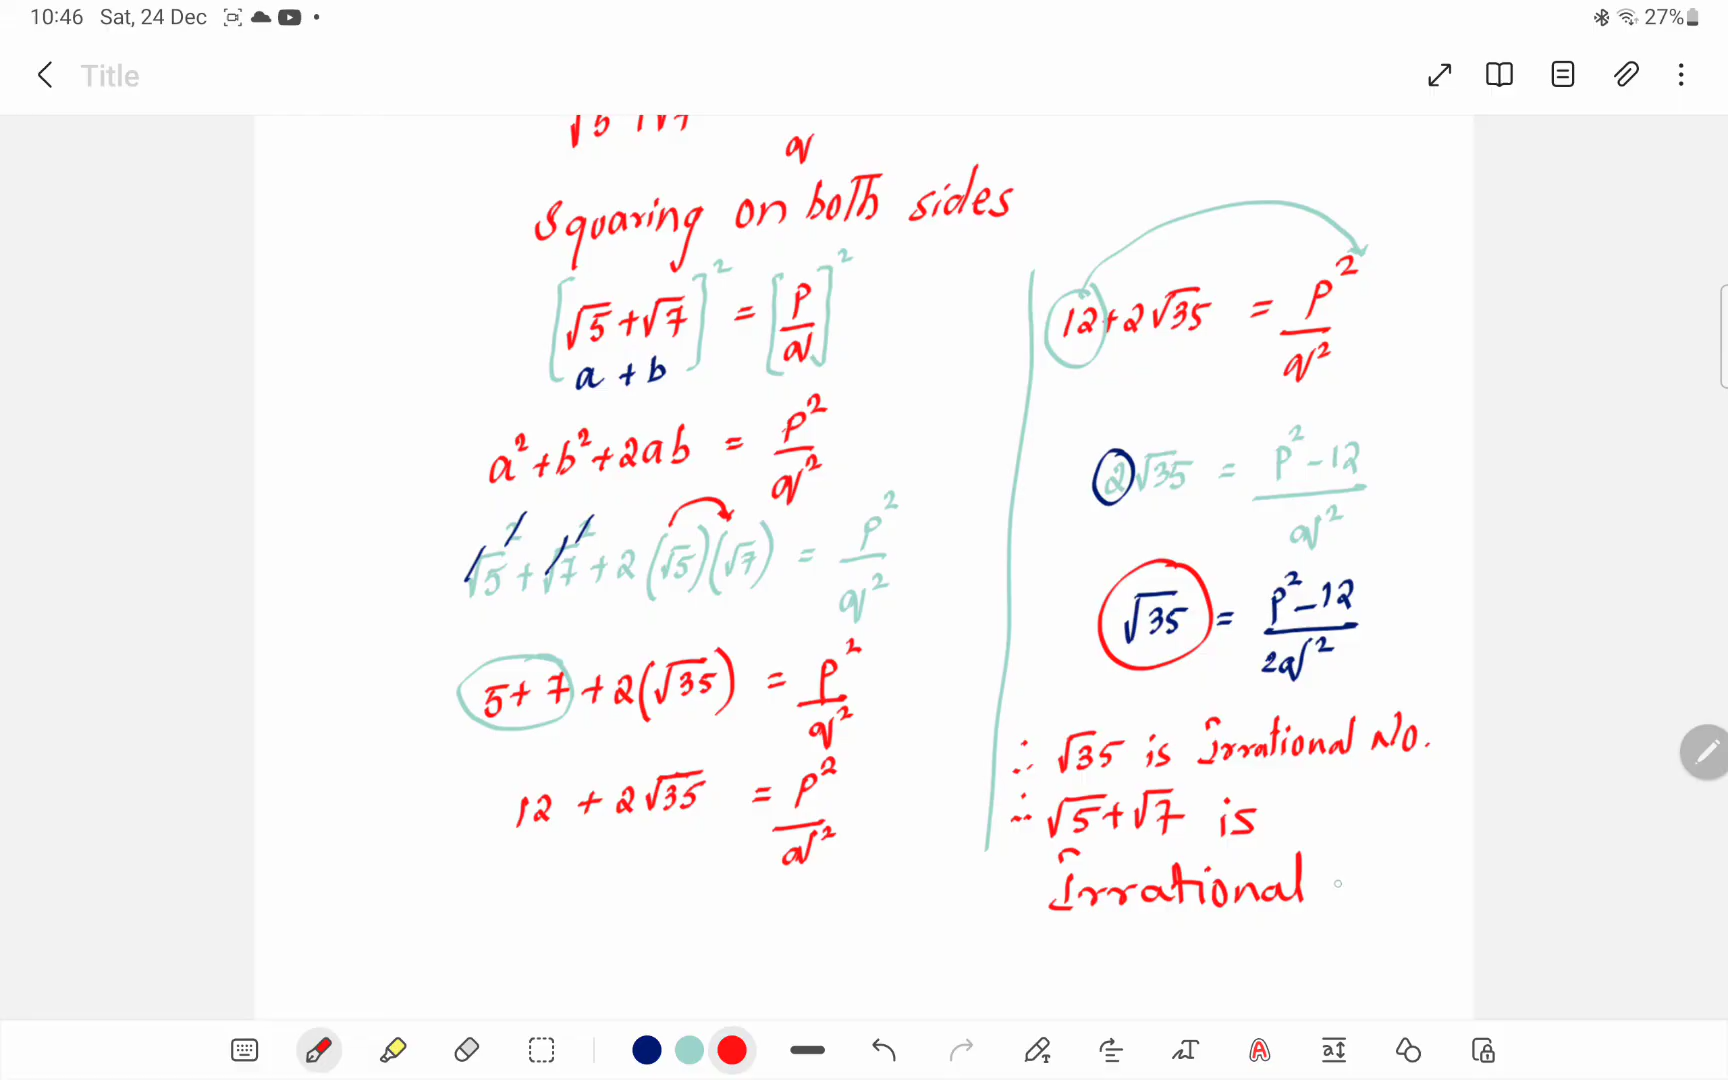 10:46 Sat, 24 Dec
27%
Title
√5 + √7
q
Squaring on both sides
[√5+√7]² = [p/q]²
a + b
a²+b²+2ab = p²/q²
√5² + √7² + 2(√5)(√7) = p²/q²
5+7+2(√35) = p²/q²
12 + 2√35 = p²/q²
12+2√35 = p²/q²
2√35 = p²-12/q²
√35 = p²-12/2q²
∴ √35 is Irrational No.
∴ √5+√7 is
Irrational